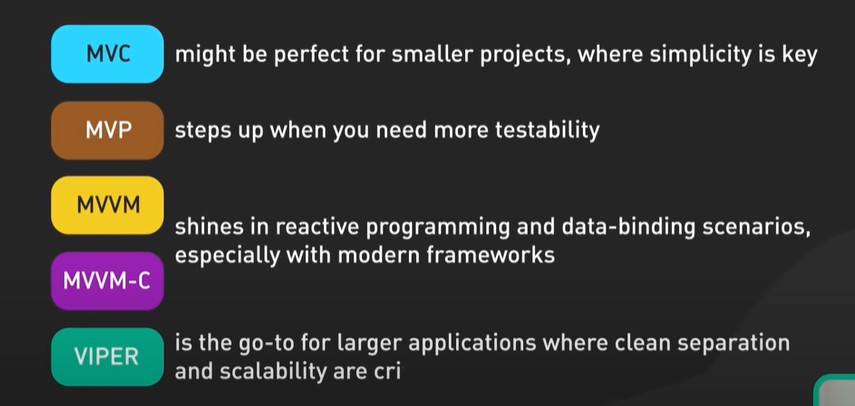 MVC might be perfect for smaller projects, where simplicity is key
MVP steps up when you need more testability
MVVM
shines in reactive programming and data-binding scenarios,
especially with modern frameworks
MVVM-C
VIPER is the go-to for larger applications where clean separation
and scalability are cri